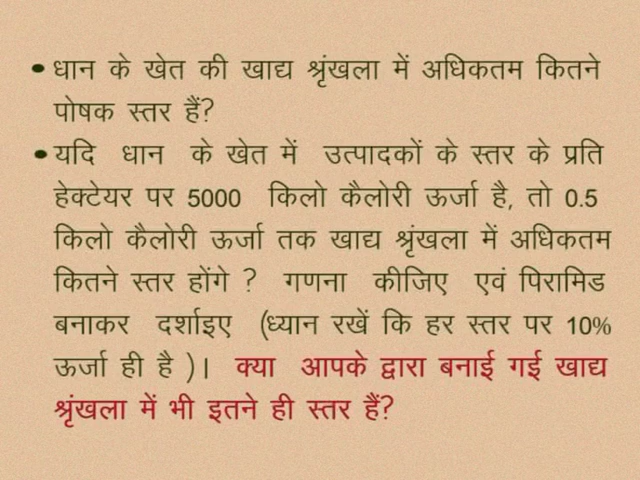 • धान के खेत की खाद्य श्रृंखला में अधिकतम कितने
पोषक स्तर हैं?
• यदि धान के खेत में उत्पादकों के स्तर के प्रति
हेक्टेयर पर 5000 किलो कैलोरी ऊर्जा है, तो 0.5
किलो कैलोरी ऊर्जा तक खाद्य श्रृंखला में अधिकतम
कितने स्तर होंगे ? गणना कीजिए एवं पिरामिड
बनाकर दर्शाइए (ध्यान रखें कि हर स्तर पर 10%
ऊर्जा ही है )। क्या आपके द्वारा बनाई गई खाद्य
श्रृंखला में भी इतने ही स्तर हैं?